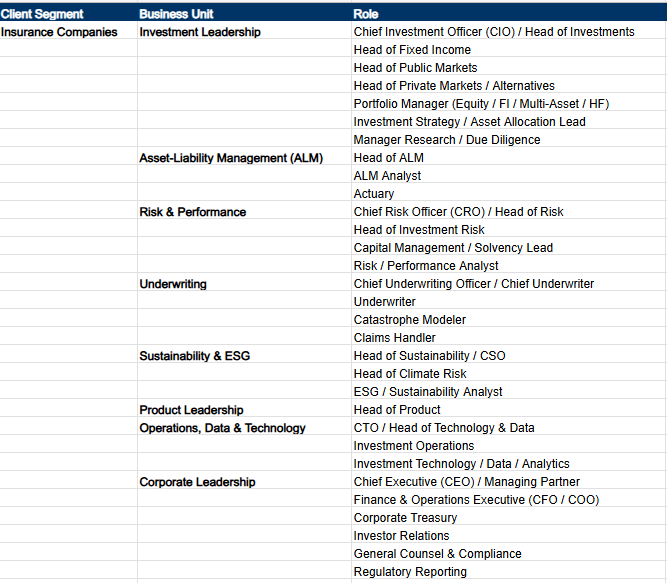 Client Segment Business Unit Role
Insurance Companies Investment Leadership Chief Investment Officer (CIO) / Head of Investments
Head of Fixed Income
Head of Public Markets
Head of Private Markets / Alternatives
Portfolio Manager (Equity / FI / Multi-Asset / HF)
Investment Strategy / Asset Allocation Lead
Manager Research / Due Diligence
Asset-Liability Management (ALM) Head of ALM
ALM Analyst
Actuary
Risk & Performance Chief Risk Officer (CRO) / Head of Risk
Head of Investment Risk
Capital Management / Solvency Lead
Risk / Performance Analyst
Underwriting Chief Underwriting Officer / Chief Underwriter
Underwriter
Catastrophe Modeler
Claims Handler
Sustainability & ESG Head of Sustainability / CSO
Head of Climate Risk
ESG / Sustainability Analyst
Product Leadership Head of Product
Operations, Data & Technology CTO / Head of Technology & Data
Investment Operations
Investment Technology / Data / Analytics
Corporate Leadership Chief Executive (CEO) / Managing Partner
Finance & Operations Executive (CFO / COO)
Corporate Treasury
Investor Relations
General Counsel & Compliance
Regulatory Reporting